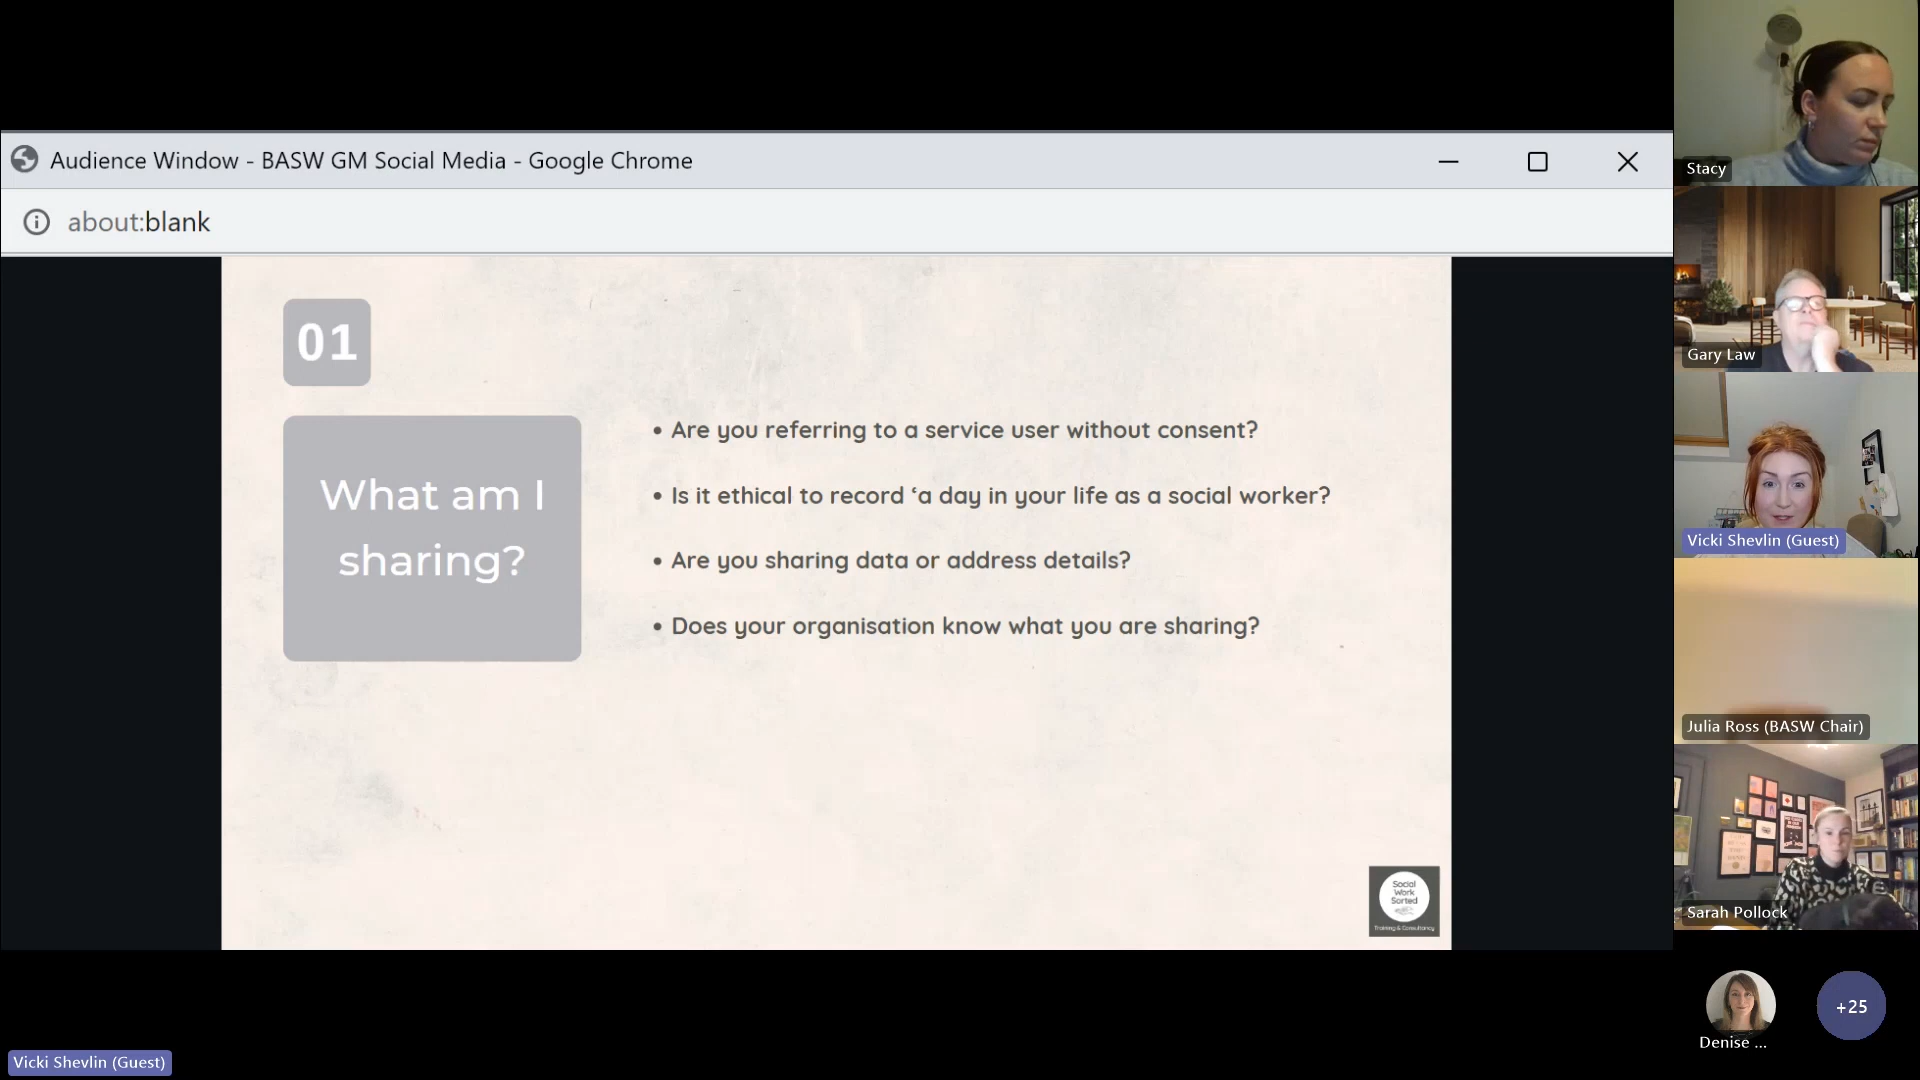 Audience Window - BASW GM Social Media - Google Chrome
about:blank
01
What am I
sharing?
• Are you referring to a service user without consent?
• Is it ethical to record ‘a day in your life as a social worker?
• Are you sharing data or address details?
• Does your organisation know what you are sharing?
Social
Work
Sorted
Training & Consultancy
Stacy
Gary Law
Vicki Shevlin (Guest)
Julia Ross (BASW Chair)
Sarah Pollock
Denise ...
+25
Vicki Shevlin (Guest)